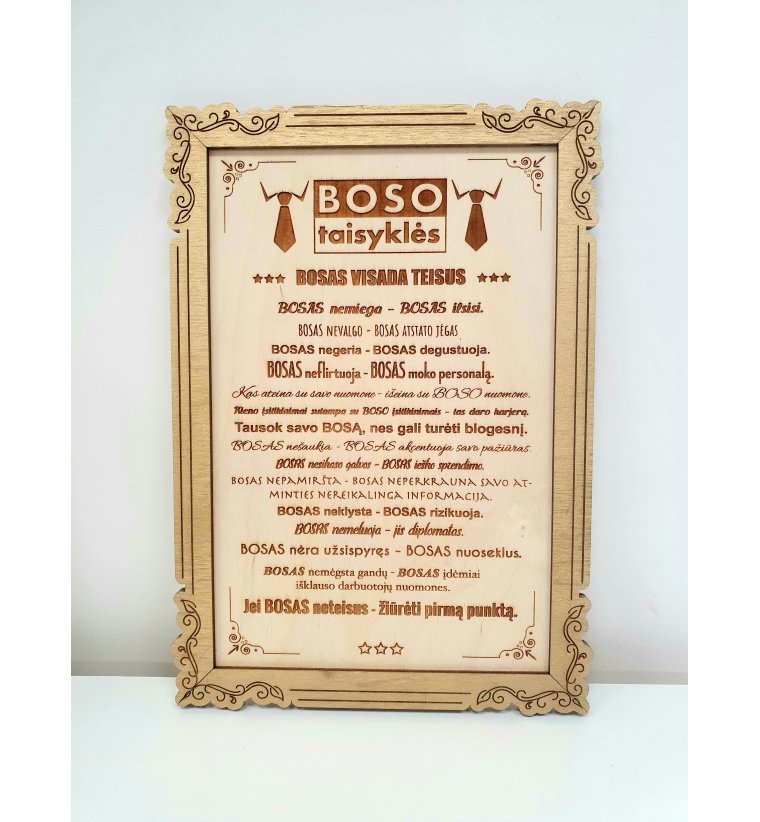 BOSO
taisyklės
BOSAS VISADA TEISUS
BOSAS nemiega - BOSAS ilsisi.
BOSAS NEVALGO - BOSAS ATSTATO JĖGAS
BOSAS negeria - BOSAS degustuoja.
BOSAS neflirtuoja - BOSAS moko personalą.
Kas ateina su savo nuomone - išeina su BOSO nuomone.
Kieno įsitikinimai sutampa su BOSO įsitikinimais - tas daro karjerą.
Tausok savo BOSĄ, nes gali turėti blogesnį.
BOSAS nešaukia - BOSAS akcentuoja savo pažiūras.
BOSAS nesikaso galvos - BOSAS ieško sprendimo.
BOSAS NEPAMIRŠTA - BOSAS NEPERKRAUNA SAVO AT-
MINTIES NEREIKALINGA INFORMACIJA.
BOSAS neklysta - BOSAS rizikuoja.
BOSAS nemeluoja - jis diplomatas.
BOSAS nėra užsispyręs - BOSAS nuoseklus.
BOSAS nemėgsta gandų - BOSAS įdėmiai
išklauso darbuotojų nuomones.
Jei BOSAS neteisus - žiūrėti pirmą punktą.